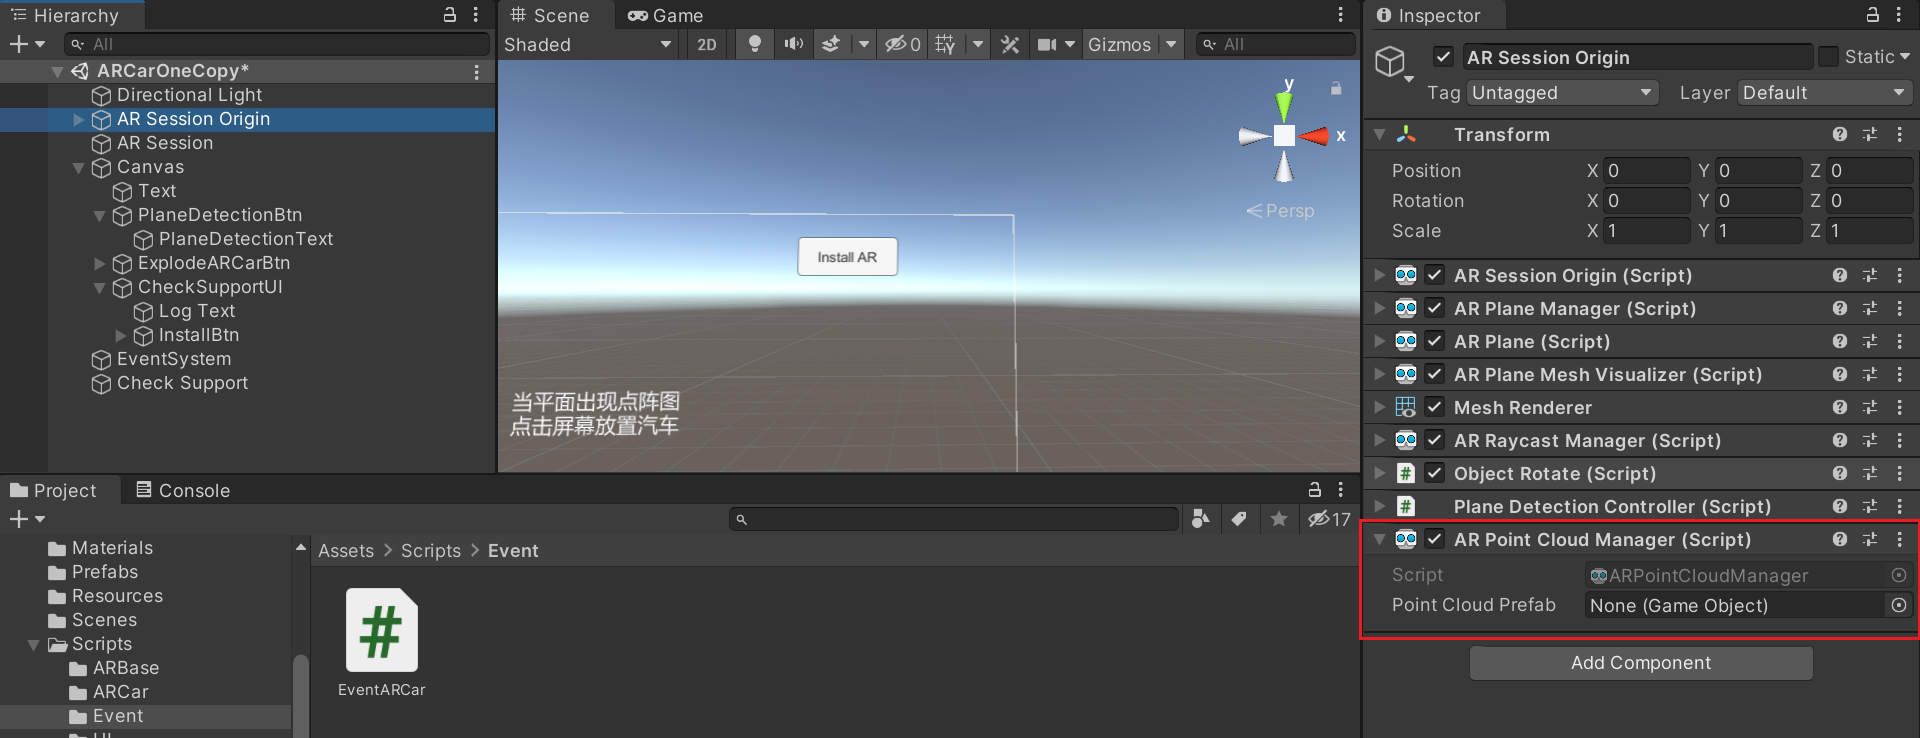 Hierarchy
All
ARCarOneCopy*
Directional Light
AR Session Origin
AR Session
Canvas
Text
PlaneDetectionBtn
PlaneDetectionText
ExplodeARCarBtn
CheckSupportUI
Log Text
InstallBtn
EventSystem
Check Support
Scene
Game
Shaded
2D
0
Gizmos
All
y
x
Persp
Install AR
当平面出现点阵图
点击屏幕放置汽车
Project
Console
17
Materials
Prefabs
Resources
Scenes
Scripts
ARBase
ARCar
Event
UI
Assets > Scripts > Event
#
EventARCar
Inspector
AR Session Origin
Static
Tag Untagged Layer Default
Transform
Position X 0 Y 0 Z 0
Rotation X 0 Y 0 Z 0
Scale X 1 Y 1 Z 1
AR Session Origin (Script)
AR Plane Manager (Script)
AR Plane (Script)
AR Plane Mesh Visualizer (Script)
Mesh Renderer
AR Raycast Manager (Script)
# Object Rotate (Script)
# Plane Detection Controller (Script)
AR Point Cloud Manager (Script)
Script ARPointCloudManager
Point Cloud Prefab None (Game Object)
Add Component